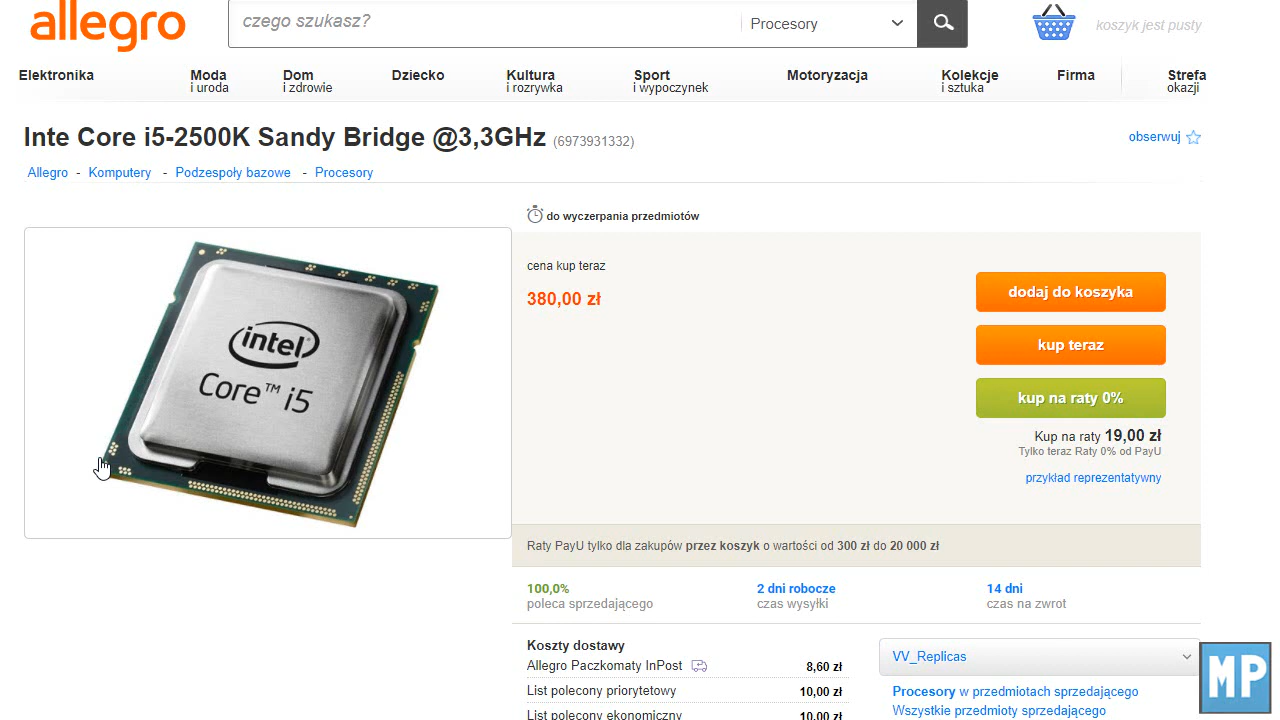 allegro
czego szukasz?
Procesory
koszyk jest pusty
Elektronika
Moda
i uroda
Dom
i zdrowie
Dziecko
Kultura
i rozrywka
Sport
i wypoczynek
Motoryzacja
Kolekcje
i sztuka
Firma
Strefa
okazji
Inte Core i5-2500K Sandy Bridge @3,3GHz (6973931332)
obserwuj
Allegro - Komputery - Podzespoły bazowe - Procesory
do wyczerpania przedmiotów
intel
Core™ i5
cena kup teraz
380,00 zł
dodaj do koszyka
kup teraz
kup na raty 0%
Kup na raty 19,00 zł
Tylko teraz Raty 0% od PayU
przykład reprezentatywny
Raty PayU tylko dla zakupów przez koszyk o wartości od 300 zł do 20 000 zł
100,0%
poleca sprzedającego
2 dni robocze
czas wysyłki
14 dni
czas na zwrot
Koszty dostawy
Allegro Paczkomaty InPost 8,60 zł
List polecony priorytetowy 10,00 zł
List polecony ekonomiczny 10,00 zł
VV_Replicas
Procesory w przedmiotach sprzedającego
Wszystkie przedmioty sprzedającego
MP